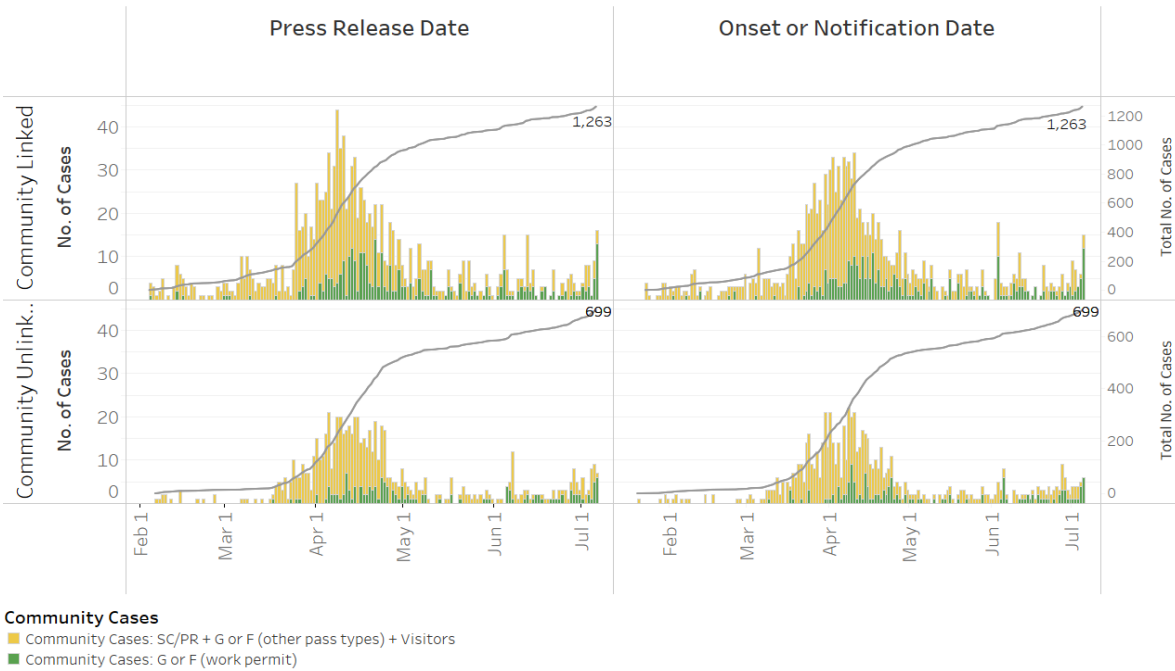 Press Release Date
Onset or Notification Date
Community Linked
No. of Cases
40
30
20
10
0
1,263
1,263
1200
1000
800
600
400
200
0
Total No. of Cases
Community Unlink..
No. of Cases
40
30
20
10
0
699
699
600
400
200
0
Total No. of Cases
Feb 1
Mar 1
Apr 1
May 1
Jun 1
Jul 1
Feb 1
Mar 1
Apr 1
May 1
Jun 1
Jul 1
Community Cases
Community Cases: SC/PR + G or F (other pass types) + Visitors
Community Cases: G or F (work permit)